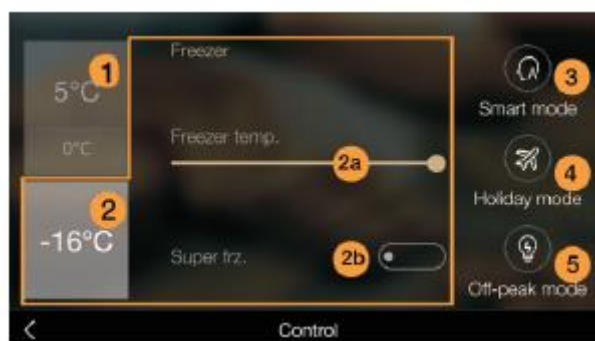 1
5°C
0°C
2
-16°C
Freezer
Freezer temp.
2a
Super frz.
2b
3
Smart mode
4
Holiday mode
5
Off-peak mode
< Control